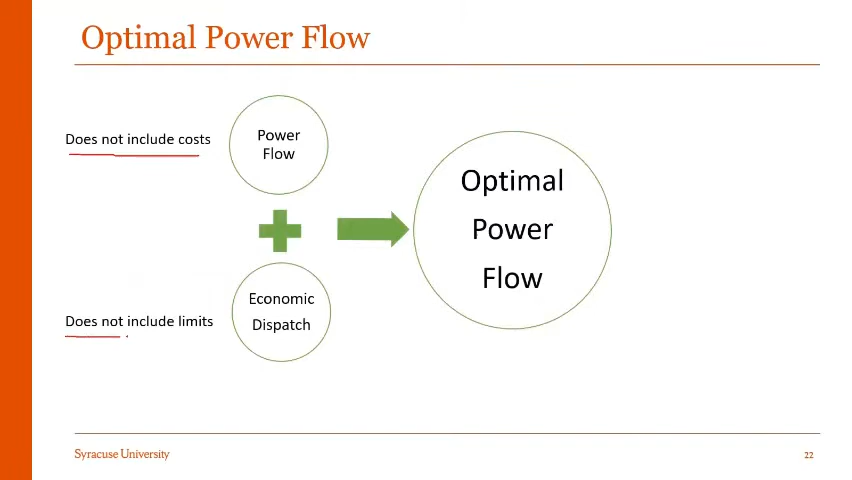 Optimal Power Flow
Does not include costs
Power
Flow
Optimal
Power
Flow
Economic
Dispatch
Does not include limits
Syracuse University
22